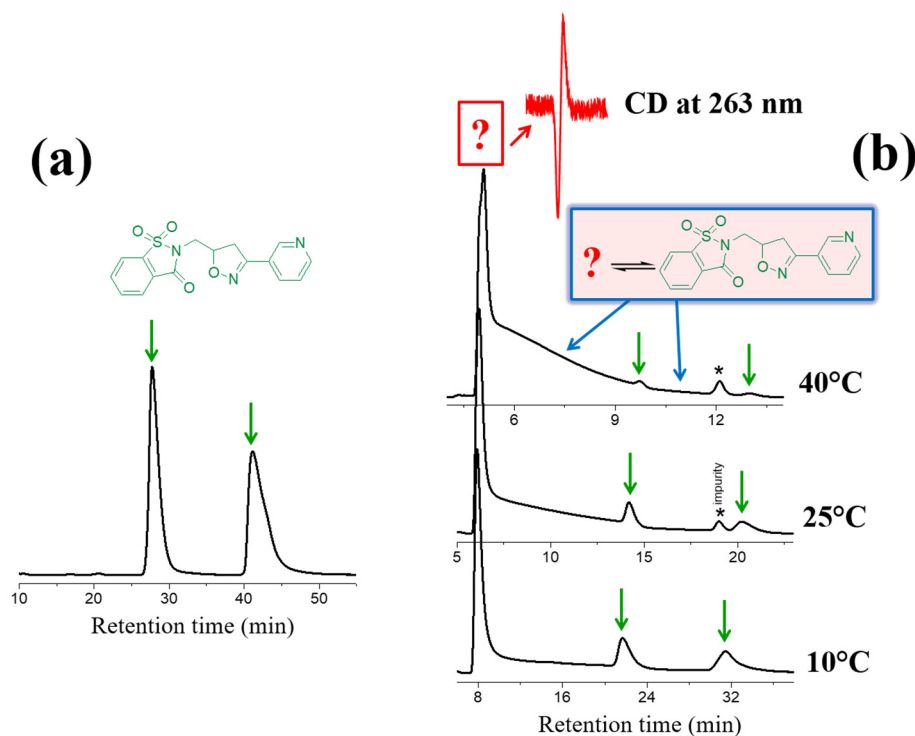 (a)
O
O
S
N
O
O
N
N
10
20
30
40
50
Retention time (min)
?
CD at 263 nm
(b)
?
O
O
S
N
O
O
N
N
*
40°C
6
9
12
impurity
*
25°C
5
10
15
20
10°C
8
16
24
32
Retention time (min)